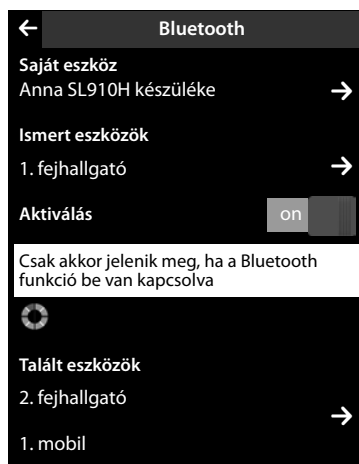 Bluetooth
Saját eszköz
Anna SL910H készüléke
Ismert eszközök
1. fejhallgató
Aktiválás
on
Csak akkor jelenik meg, ha a Bluetooth
funkció be van kapcsolva
Talált eszközök
2. fejhallgató
1. mobil